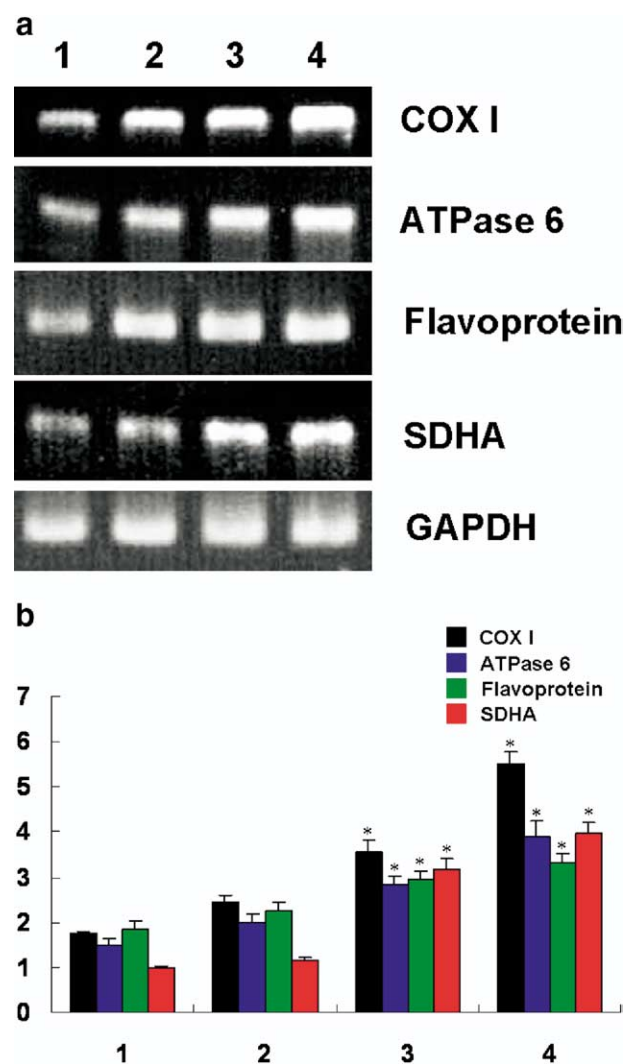 a
1 2 3 4
COX I
ATPase 6
Flavoprotein
SDHA
GAPDH
b
COX I
ATPase 6
Flavoprotein
SDHA
7
6
5
4
3
2
1
0
*
* * *
*
* * *
1 2 3 4